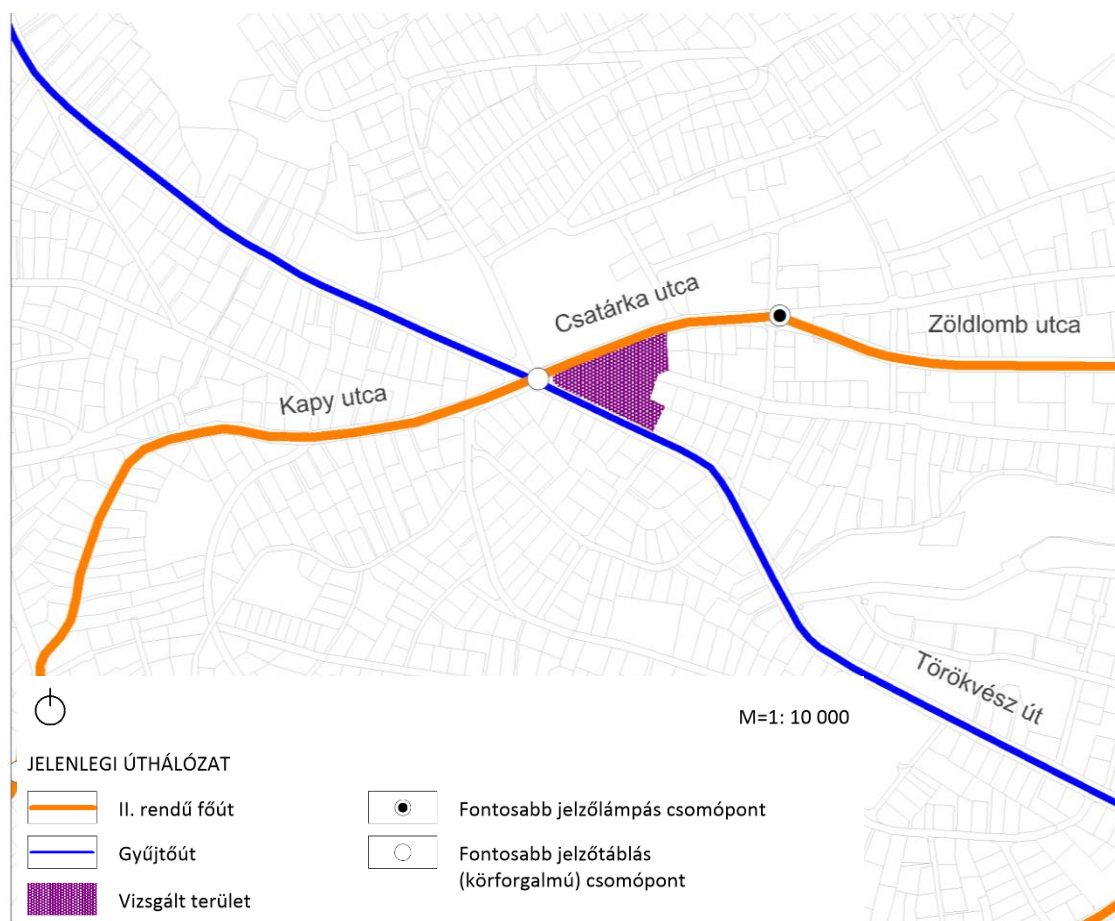 Csatárka utca
Zöldlomb utca
Kapy utca
Törökvész út
M=1: 10 000
JELENLEGI ÚTHÁLÓZAT
II. rendű főút
Gyűjtőút
Vizsgált terület
Fontosabb jelzőlámpás csomópont
Fontosabb jelzőtáblás
(körforgalmú) csomópont